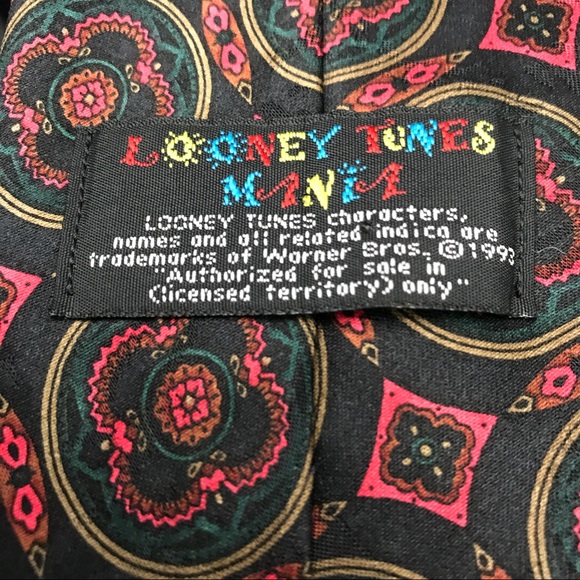 LOONEY TUNES
MANIA
LOONEY TUNES characters,
names and all related indica are
trademarks of Warner Bros. ©1993
"Authorized for sale in
(licensed territory) only"